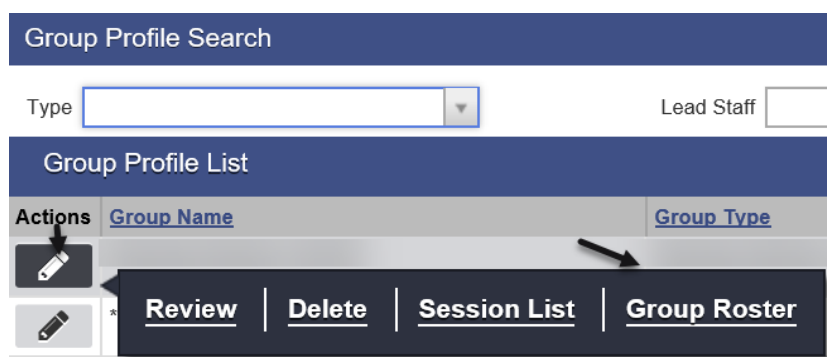 Group Profile Search
Type Lead Staff
Group Profile List
Actions Group Name Group Type
* Review Delete Session List Group Roster